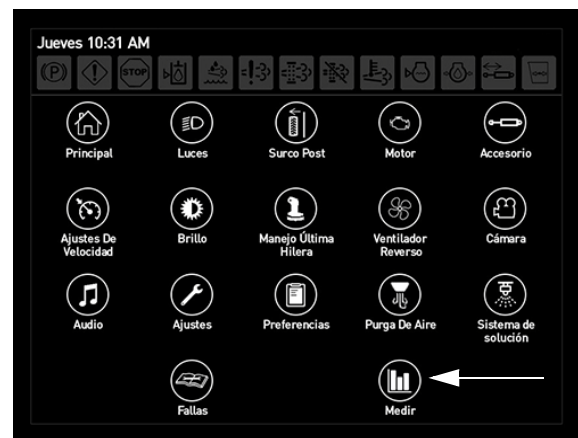 Jueves 10:31 AM
(P) STOP
Principal Luces Surco Post Motor Accesorio
Ajustes De Velocidad Brillo Manejo Última Hilera Ventilador Reverso Cámara
Audio Ajustes Preferencias Purga De Aire Sistema de solución
Fallas Medir